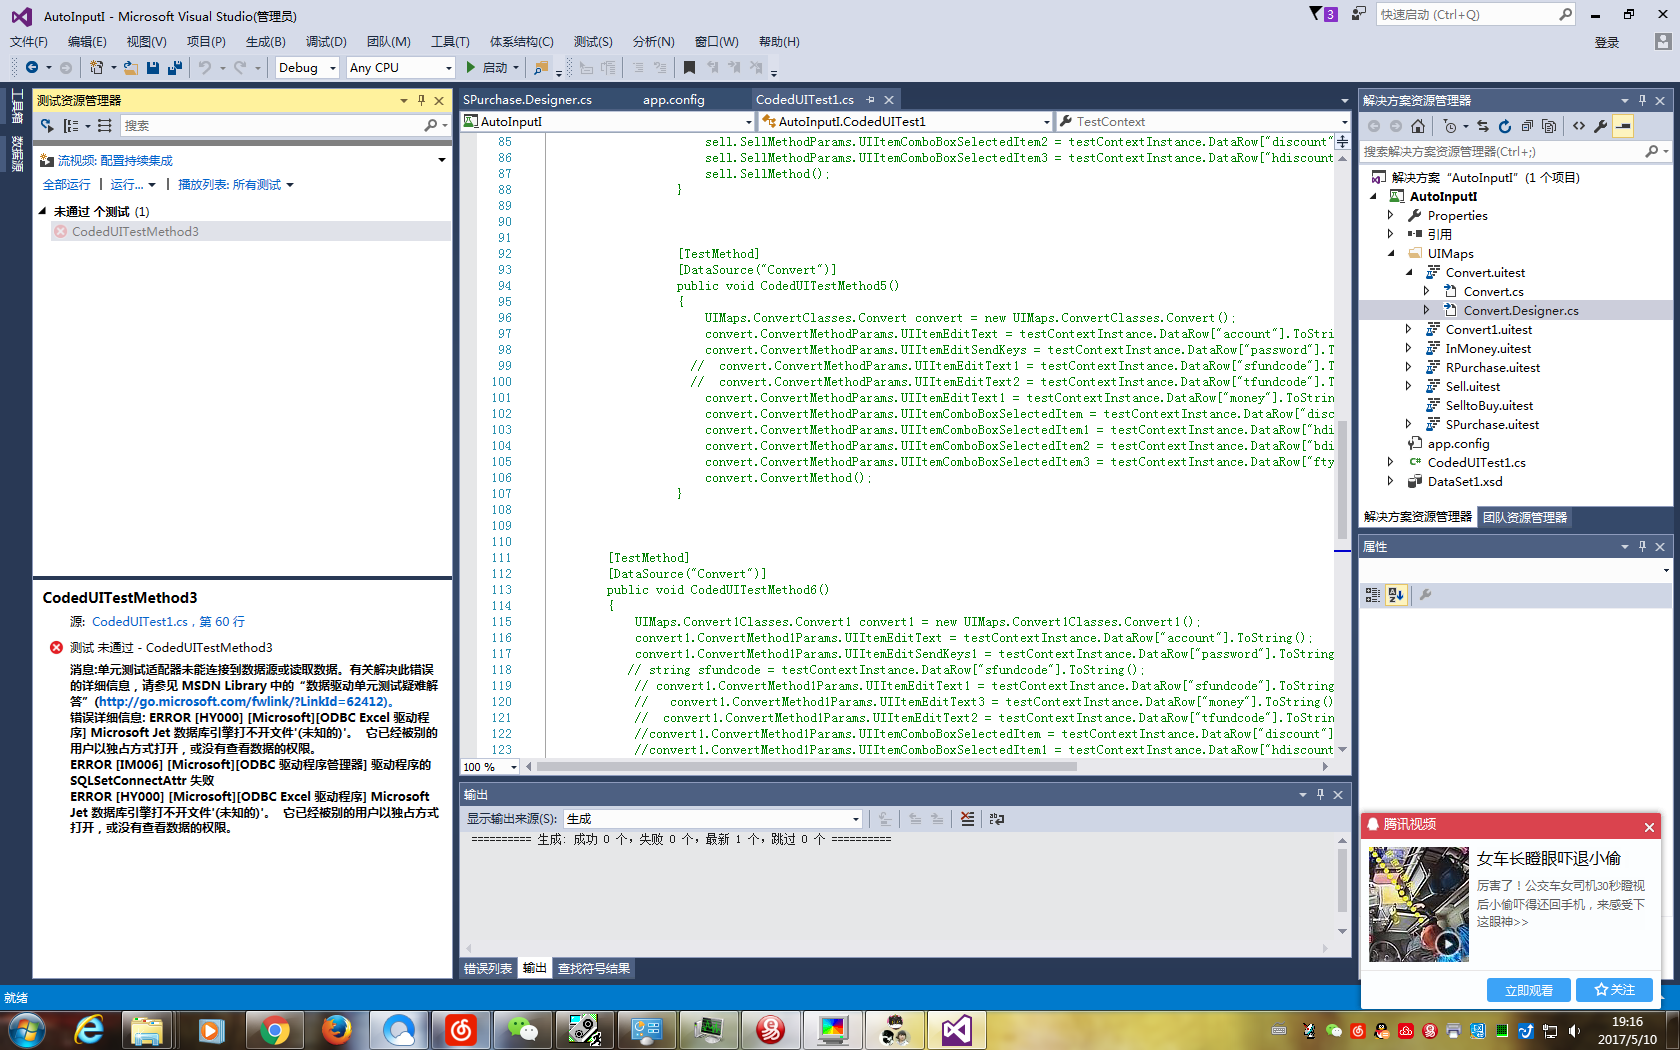 AutoInputI - Microsoft Visual Studio(管理员)
3
快速启动 (Ctrl+Q)
文件(F) 编辑(E) 视图(V) 项目(P) 生成(B) 调试(D) 团队(M) 工具(T) 体系结构(C) 测试(S) 分析(N) 窗口(W) 帮助(H)
登录
Debug
Any CPU
启动
工具箱
数据源
测试资源管理器
搜索
流视频: 配置持续集成
全部运行 | 运行... | 播放列表: 所有测试
未通过 个测试 (1)
CodedUITestMethod3
CodedUITestMethod3
源: CodedUITest1.cs，第 60 行
测试 未通过 - CodedUITestMethod3
消息:单元测试适配器未能连接到数据源或读取数据。有关解决此错误
的详细信息，请参见 MSDN Library 中的“数据驱动单元测试疑难解
答” (http://go.microsoft.com/fwlink/?LinkId=62412)。
错误详细信息: ERROR [HY000] [Microsoft][ODBC Excel 驱动程
序] Microsoft Jet 数据库引擎打不开文件'(未知的)'。 它已经被别的
用户以独占方式打开，或没有查看数据的权限。
ERROR [IM006] [Microsoft][ODBC 驱动程序管理器] 驱动程序的
SQLSetConnectAttr 失败
ERROR [HY000] [Microsoft][ODBC Excel 驱动程序] Microsoft
Jet 数据库引擎打不开文件'(未知的)'。 它已经被别的用户以独占方式
打开，或没有查看数据的权限。
SPurchase.Designer.cs app.config CodedUITest1.cs
AutoInputI AutoInputI.CodedUITest1 TestContext
85 sell.SellMethodParams.UIItemComboBoxSelectedItem2 = testContextInstance.DataRow["discount"
86 sell.SellMethodParams.UIItemComboBoxSelectedItem3 = testContextInstance.DataRow["hdiscount
87 sell.SellMethod();
88 }
89
90
91
92 [TestMethod]
93 [DataSource("Convert")]
94 public void CodedUITestMethod5()
95 {
96 UIMaps.ConvertClasses.Convert convert = new UIMaps.ConvertClasses.Convert();
97 convert.ConvertMethodParams.UIItemEditText = testContextInstance.DataRow["account"].ToStri
98 convert.ConvertMethodParams.UIItemEditSendKeys = testContextInstance.DataRow["password"].T
99 // convert.ConvertMethodParams.UIItemEditText1 = testContextInstance.DataRow["sfundcode"].T
100 // convert.ConvertMethodParams.UIItemEditText2 = testContextInstance.DataRow["tfundcode"].T
101 convert.ConvertMethodParams.UIItemEditText1 = testContextInstance.DataRow["money"].ToStrin
102 convert.ConvertMethodParams.UIItemComboBoxSelectedItem = testContextInstance.DataRow["disc
103 convert.ConvertMethodParams.UIItemComboBoxSelectedItem1 = testContextInstance.DataRow["hdi
104 convert.ConvertMethodParams.UIItemComboBoxSelectedItem2 = testContextInstance.DataRow["bdi
105 convert.ConvertMethodParams.UIItemComboBoxSelectedItem3 = testContextInstance.DataRow["fty
106 convert.ConvertMethod();
107 }
108
109
110
111 [TestMethod]
112 [DataSource("Convert")]
113 public void CodedUITestMethod6()
114 {
115 UIMaps.Convert1Classes.Convert1 convert1 = new UIMaps.Convert1Classes.Convert1();
116 convert1.ConvertMethod1Params.UIItemEditText = testContextInstance.DataRow["account"].ToString();
117 convert1.ConvertMethod1Params.UIItemEditSendKeys1 = testContextInstance.DataRow["password"].ToString
118 // string sfundcode = testContextInstance.DataRow["sfundcode"].ToString();
119 // convert1.ConvertMethod1Params.UIItemEditText1 = testContextInstance.DataRow["sfundcode"].ToString
120 // convert1.ConvertMethod1Params.UIItemEditText3 = testContextInstance.DataRow["money"].ToString()
121 // convert1.ConvertMethod1Params.UIItemEditText2 = testContextInstance.DataRow["tfundcode"].ToStrin
122 //convert1.ConvertMethod1Params.UIItemComboBoxSelectedItem = testContextInstance.DataRow["discount"]
123 //convert1.ConvertMethod1Params.UIItemComboBoxSelectedItem1 = testContextInstance.DataRow["hdiscount
100 %
输出
显示输出来源(S): 生成
========== 生成: 成功 0 个，失败 0 个，最新 1 个，跳过 0 个 ==========
错误列表 输出 查找符号结果
解决方案资源管理器
搜索解决方案资源管理器(Ctrl+;)
解决方案“AutoInputI”(1 个项目)
AutoInputI
Properties
引用
UIMaps
Convert.uitest
Convert.cs
Convert.Designer.cs
Convert1.uitest
InMoney.uitest
RPurchase.uitest
Sell.uitest
SelltoBuy.uitest
SPurchase.uitest
app.config
CodedUITest1.cs
DataSet1.xsd
解决方案资源管理器 团队资源管理器
属性
腾讯视频
女车长瞪眼吓退小偷
厉害了！公交车女司机30秒瞪视
后小偷吓得还回手机，来感受下
这眼神>>
立即观看 关注
就绪
19:16
2017/5/10